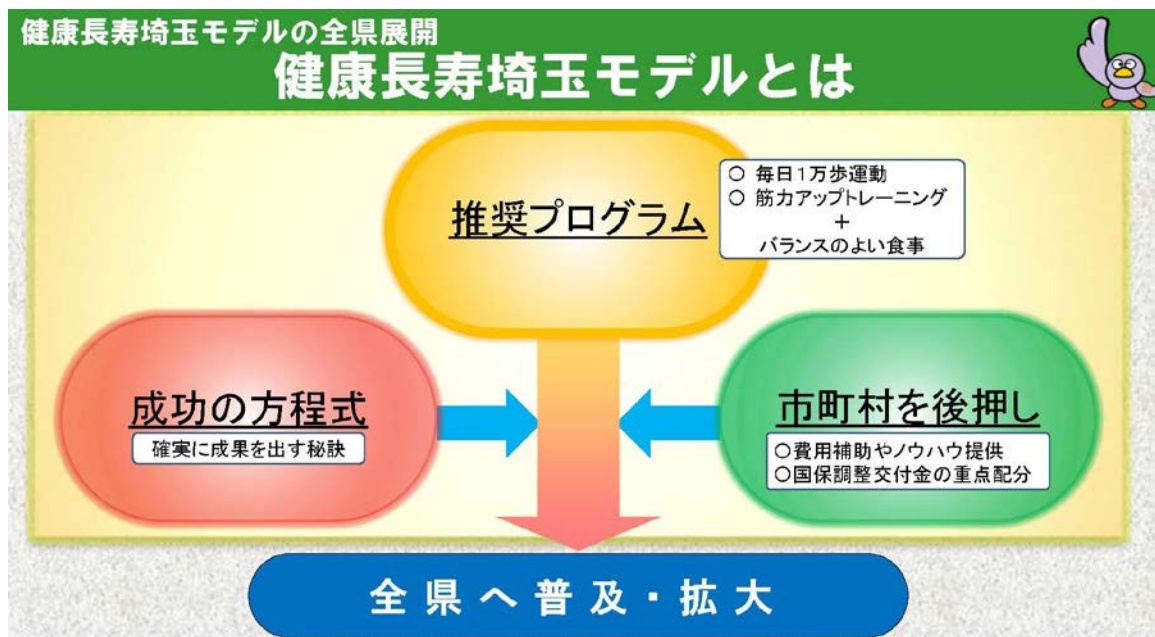 健康長寿埼玉モデルの全県展開
健康長寿埼玉モデルとは
推奨プログラム
○ 毎日1万歩運動
○ 筋力アップトレーニング
+
バランスのよい食事
成功の方程式
確実に成果を出す秘訣
市町村を後押し
○費用補助やノウハウ提供
○国保調整交付金の重点配分
全県へ普及・拡大